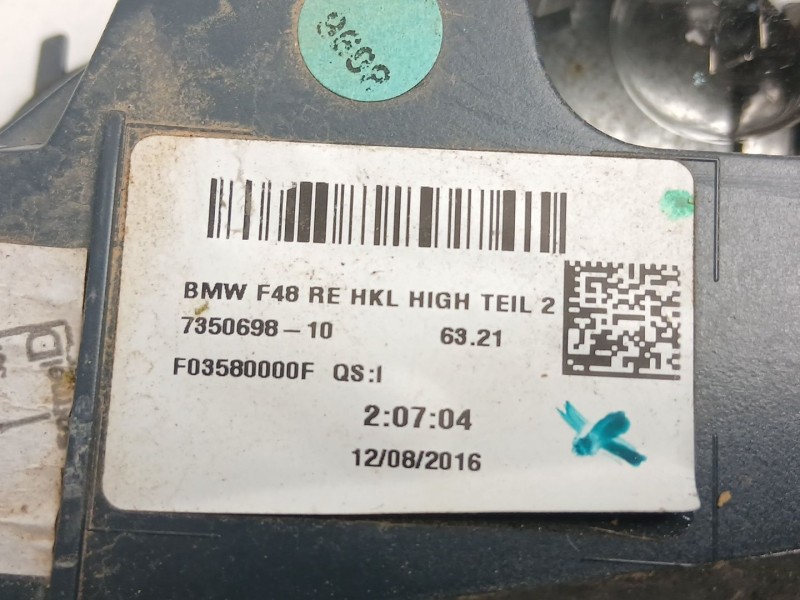 BMW F48 RE HKL HIGH TEIL 2
7350698-10 63.21
F03580000F QS:I
2:07:04
12/08/2016